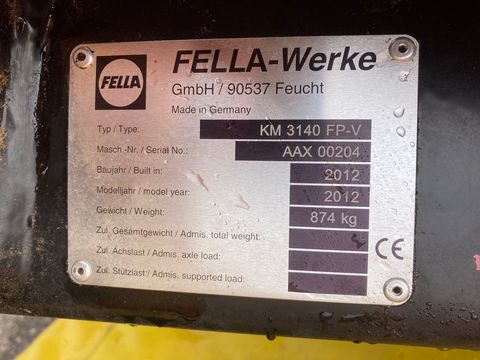 FELLA
FELLA-Werke
GmbH / 90537 Feucht
Made in Germany
Typ / Type: KM 3140 FP-V
Masch.-Nr. / Serial No.: AAX 00204
Baujahr / Built in: 2012
Modelljahr / model year: 2012
Gewicht / Weight: 874 kg
Zul. Gesamtgewicht / Admis. total weight:
Zul. Achslast / Admis. axle load:
Zul. Stützlast / Admis. supported load:
CE